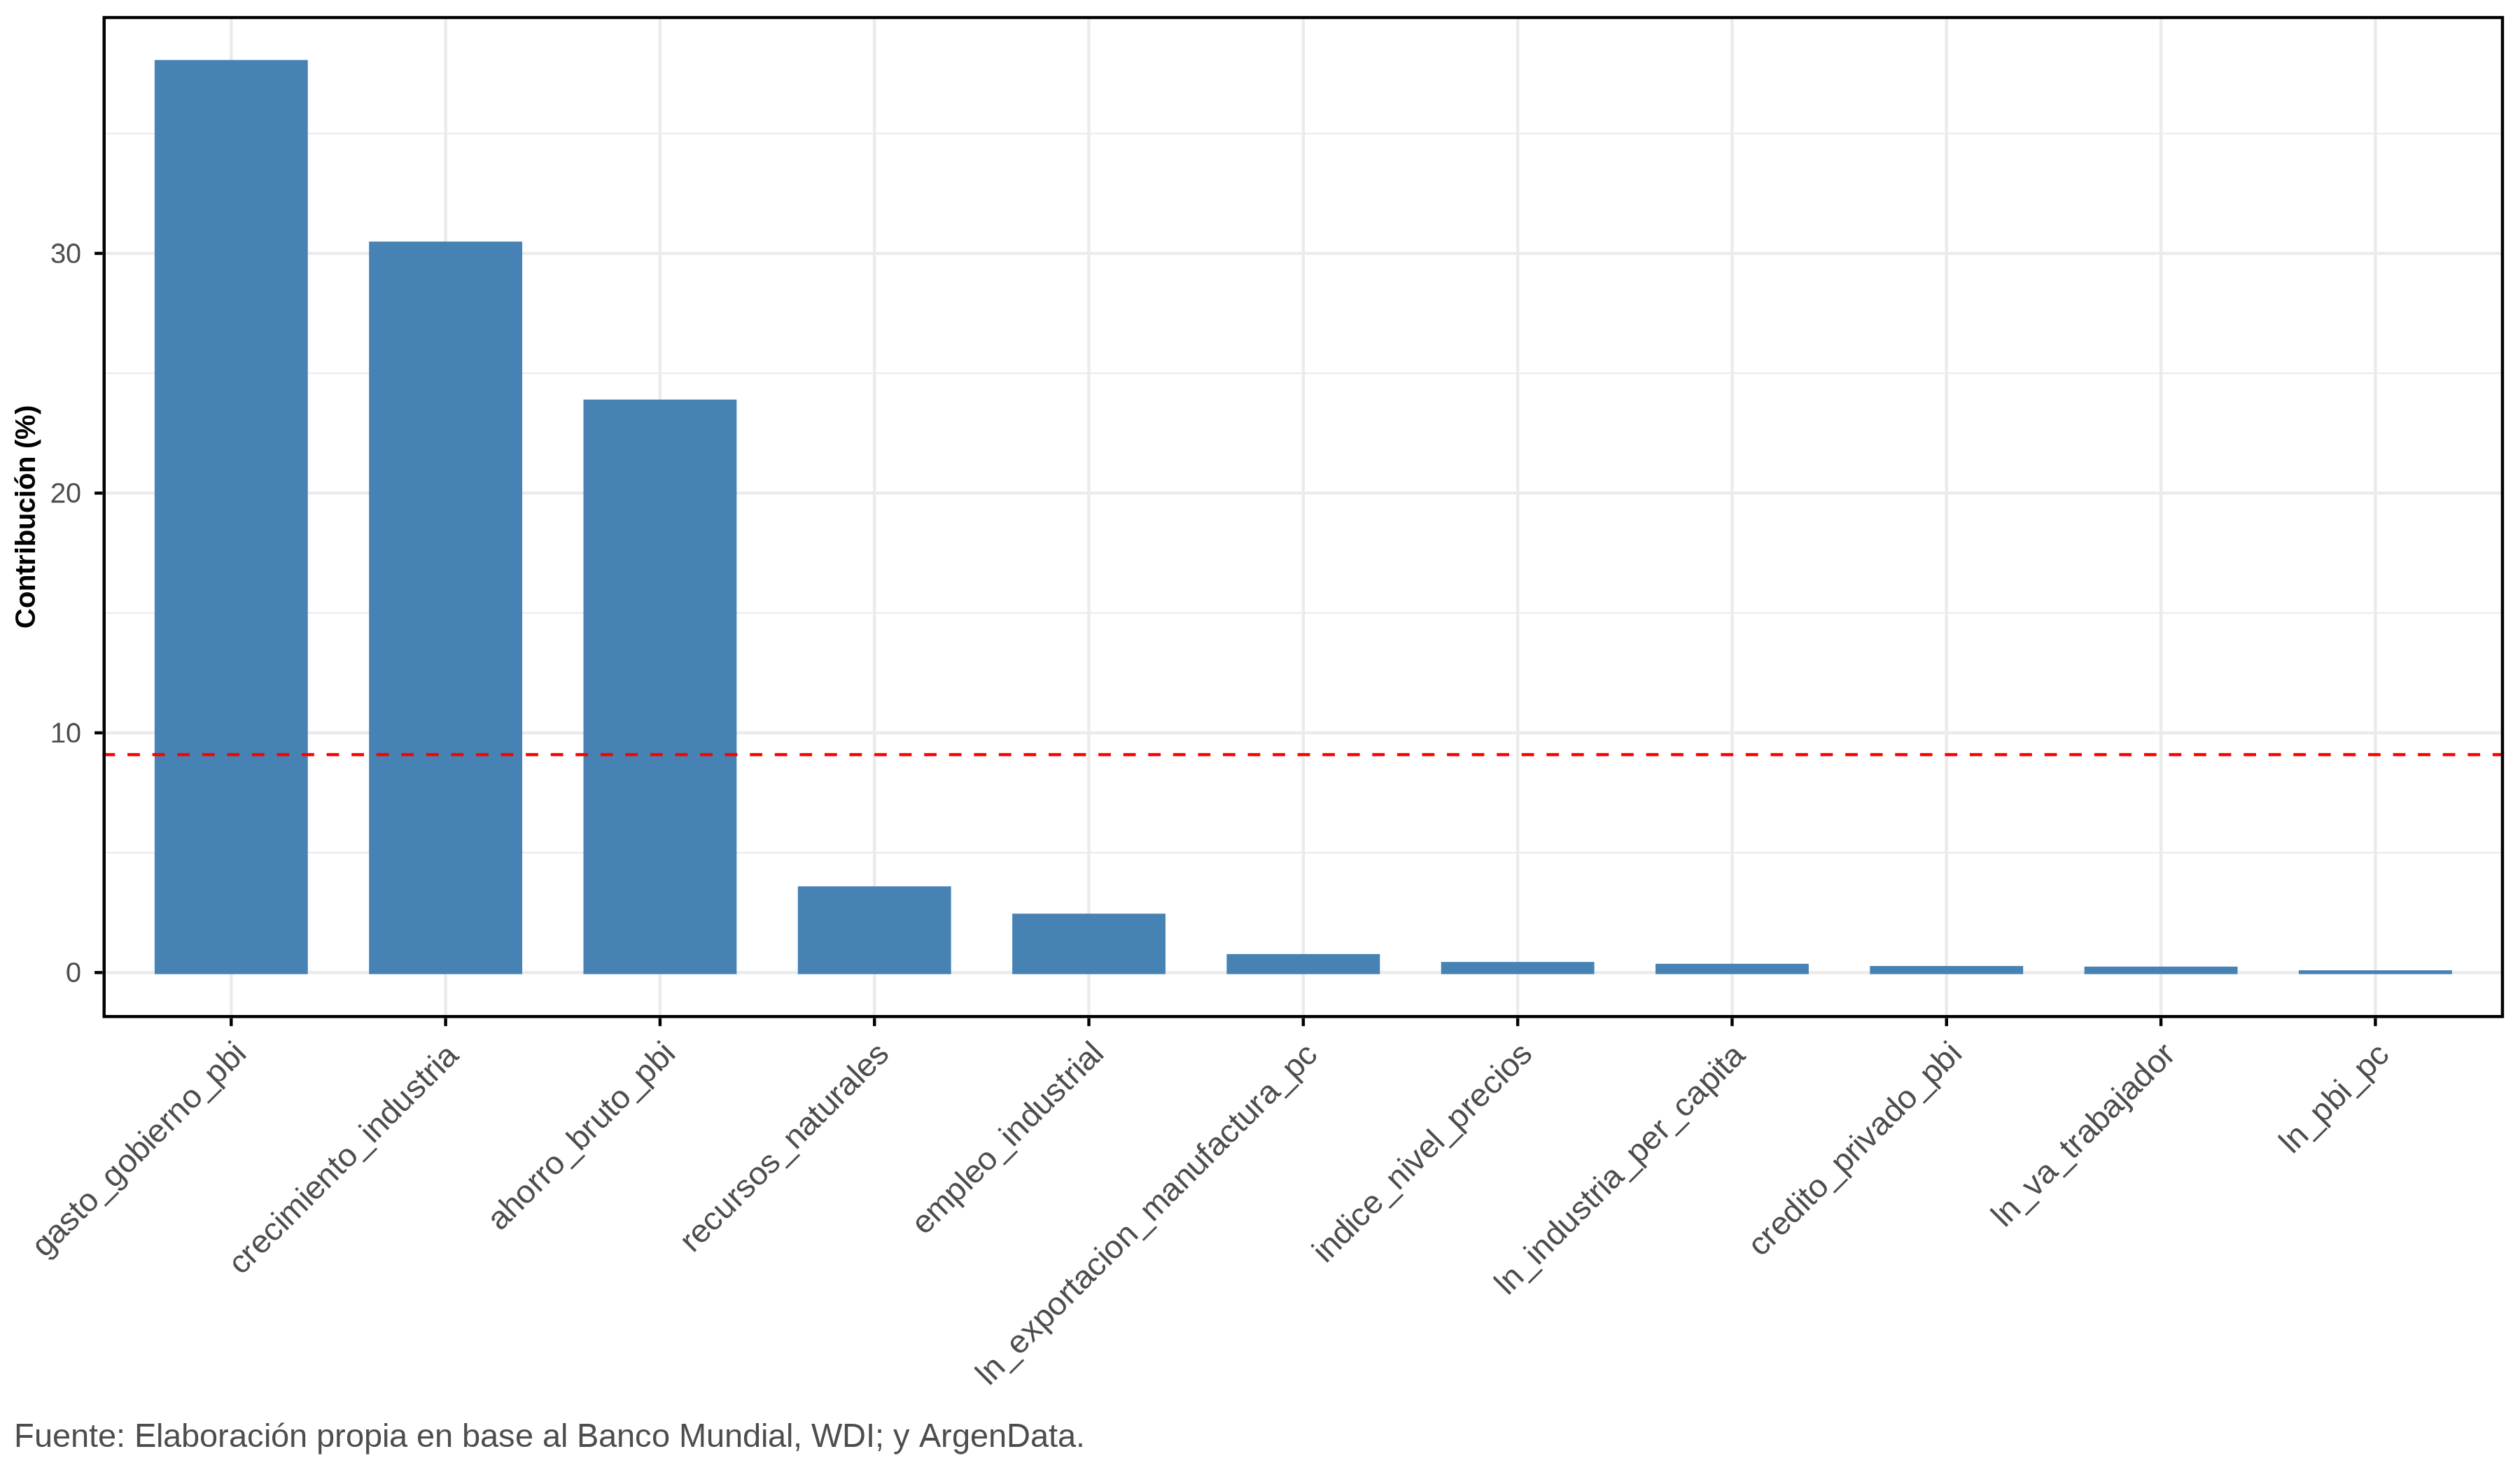 Contribución (%)
30
20
10
0
gasto_gobierno_pbi
crecimiento_industria
ahorro_bruto_pbi
recursos_naturales
empleo_industrial
ln_exportacion_manufactura_pc
indice_nivel_precios
ln_industria_per_capita
credito_privado_pbi
ln_va_trabajador
ln_pbi_pc
Fuente: Elaboración propia en base al Banco Mundial, WDI; y ArgenData.